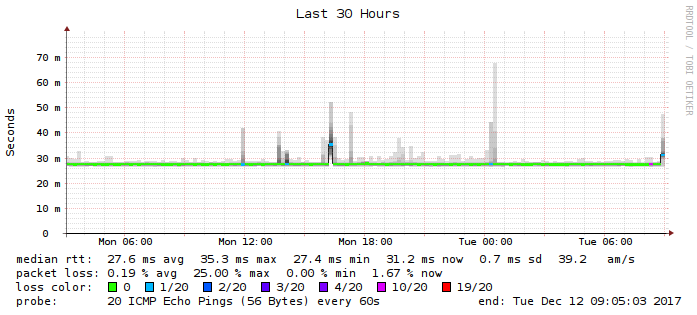 Last 30 Hours
RRDTOOL / TOBI OETIKER
Seconds
70 m
60 m
50 m
40 m
30 m
20 m
10 m
0
Mon 06:00 Mon 12:00 Mon 18:00 Tue 00:00 Tue 06:00
median rtt: 27.6 ms avg 35.3 ms max 27.4 ms min 31.2 ms now 0.7 ms sd 39.2 am/s
packet loss: 0.19 % avg 25.00 % max 0.00 % min 1.67 % now
loss color: 0 1/20 2/20 3/20 4/20 10/20 19/20
probe: 20 ICMP Echo Pings (56 Bytes) every 60s end: Tue Dec 12 09:05:03 2017